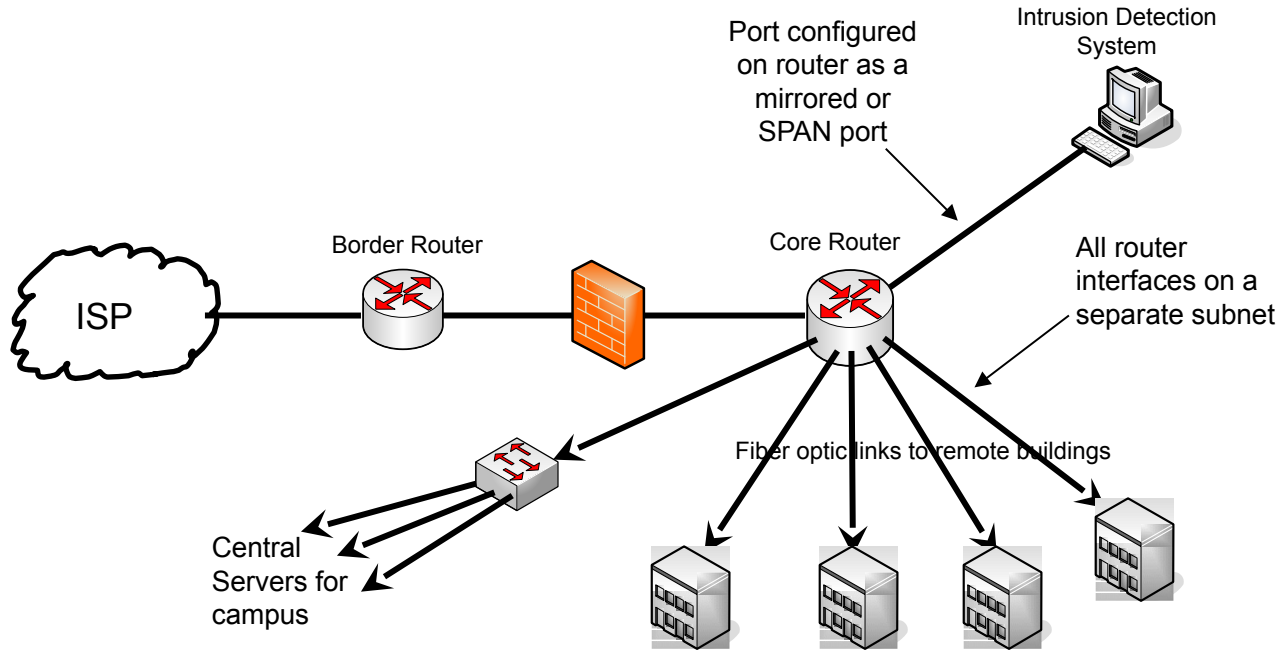 Port configured
on router as a
mirrored or
SPAN port
Intrusion Detection
System
ISP
Border Router
Core Router
All router
interfaces on a
separate subnet
Fiber optic links to remote buildings
Central
Servers for
campus